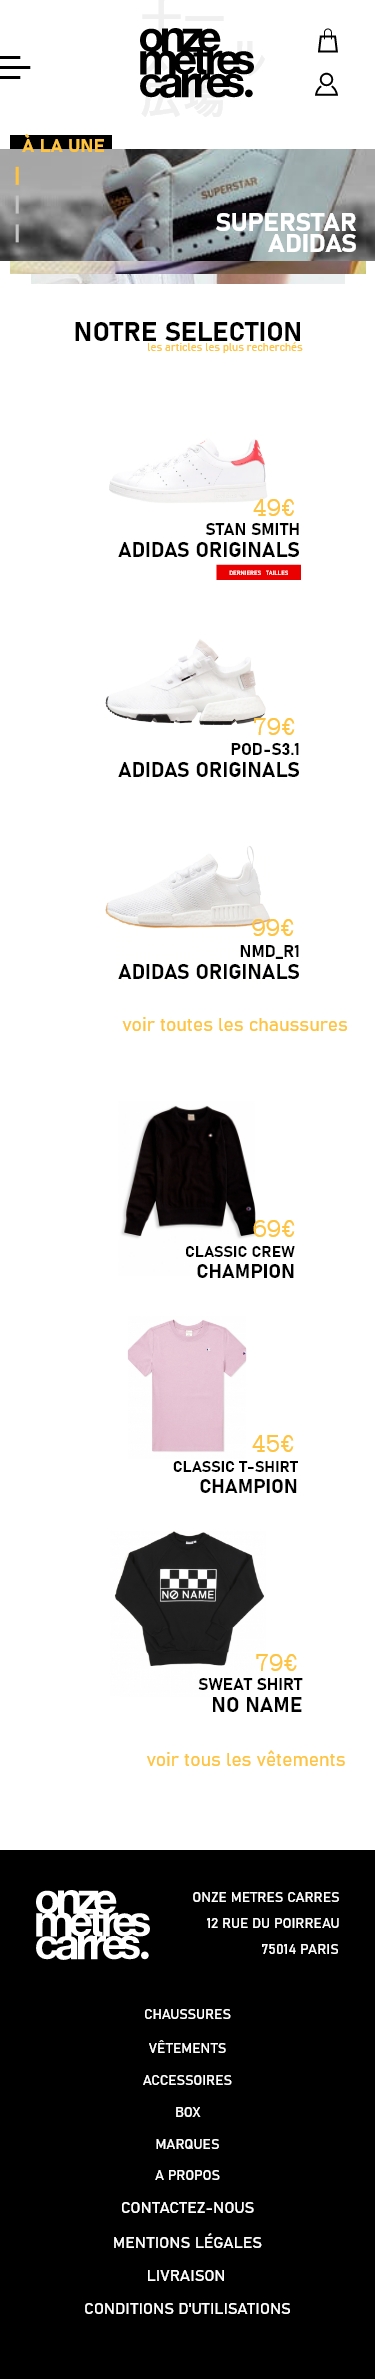 onze
metres
carres.
広場
À LA UNE
SUPERSTAR
SUPERSTAR
ADIDAS
NOTRE SELECTION
les articles les plus recherchés
49€
STAN SMITH
ADIDAS ORIGINALS
DERNIERES TAILLES
79€
POD-S3.1
ADIDAS ORIGINALS
99€
NMD_R1
ADIDAS ORIGINALS
voir toutes les chaussures
69€
CLASSIC CREW
CHAMPION
45€
CLASSIC T-SHIRT
CHAMPION
NO NAME
79€
SWEAT SHIRT
NO NAME
voir tous les vêtements
onze
metres
carres.
ONZE METRES CARRES
12 RUE DU POIRREAU
75014 PARIS
CHAUSSURES
VÊTEMENTS
ACCESSOIRES
BOX
MARQUES
A PROPOS
CONTACTEZ-NOUS
MENTIONS LÉGALES
LIVRAISON
CONDITIONS D'UTILISATIONS